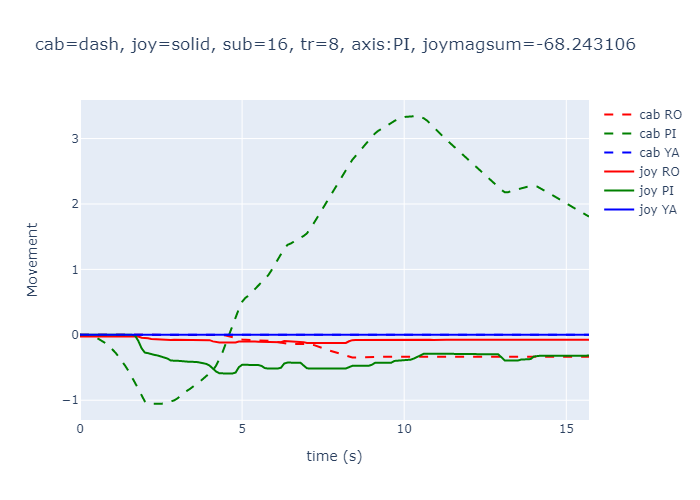 cab=dash, joy=solid, sub=16, tr=8, axis:PI, joymagsum=-68.243106
cab RO
cab PI
cab YA
joy RO
joy PI
joy YA
Movement
3
2
1
0
−1
0
5
10
15
time (s)